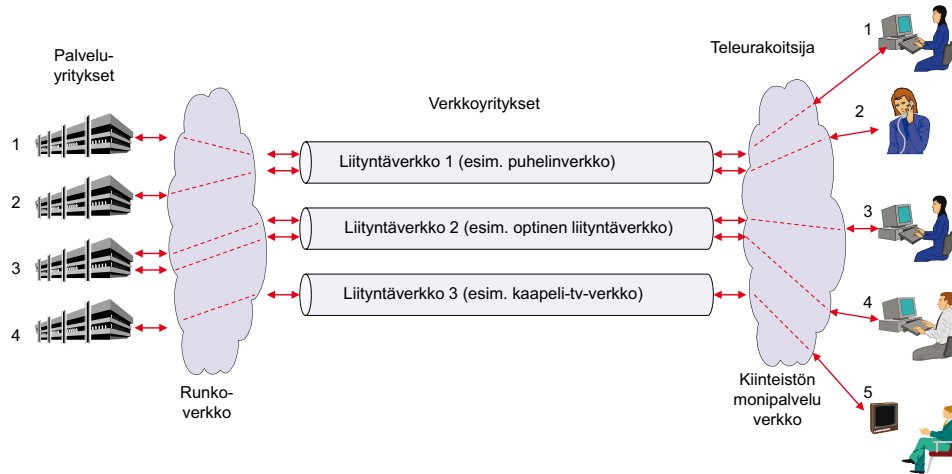 Palvelu-
yritykset
1
2
3
4
Runko-
verkko
Verkkoyritykset
Liityntäverkko 1 (esim. puhelinverkko)
Liityntäverkko 2 (esim. optinen liityntäverkko)
Liityntäverkko 3 (esim. kaapeli-tv-verkko)
Teleurakoitsija
Kiinteistön
monipalvelu
verkko
1
2
3
4
5